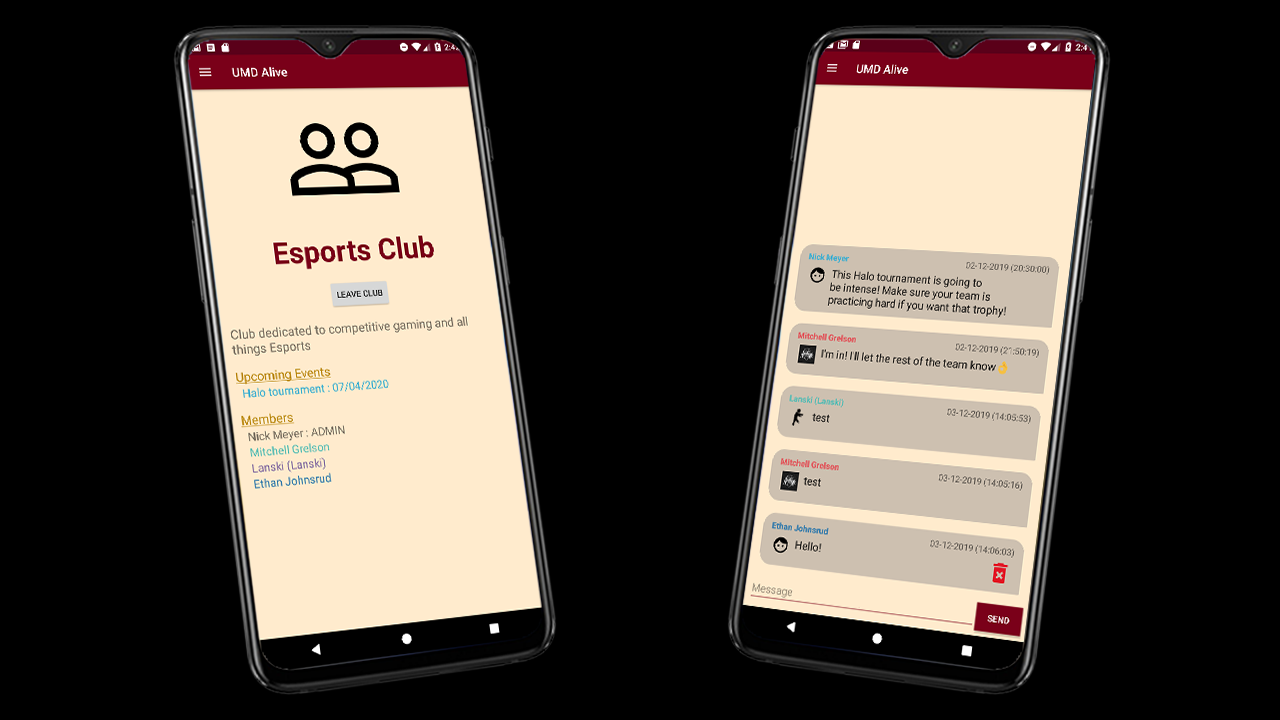 2:4
UMD Alive
Esports Club
LEAVE CLUB
Club dedicated to competitive gaming and all
things Esports
Upcoming Events
Halo tournament : 07/04/2020
Members
Nick Meyer : ADMIN
Mitchell Grelson
Lanski (Lanski)
Ethan Johnsrud
2:4
UMD Alive
Nick Meyer
02-12-2019 (20:30:00)
This Halo tournament is going to
be intense! Make sure your team is
practicing hard if you want that trophy!
Mitchell Grelson
02-12-2019
I'm in! I'll let the rest of the team know👌
Lanski (Lanski)
03-12-2019 (14:05:53)
test
Mitchell Grelson
03-12-2019 (14:05:16)
test
Ethan Johnsrud
03-12-2019 (14:06:03)
Hello!
Message
SEND